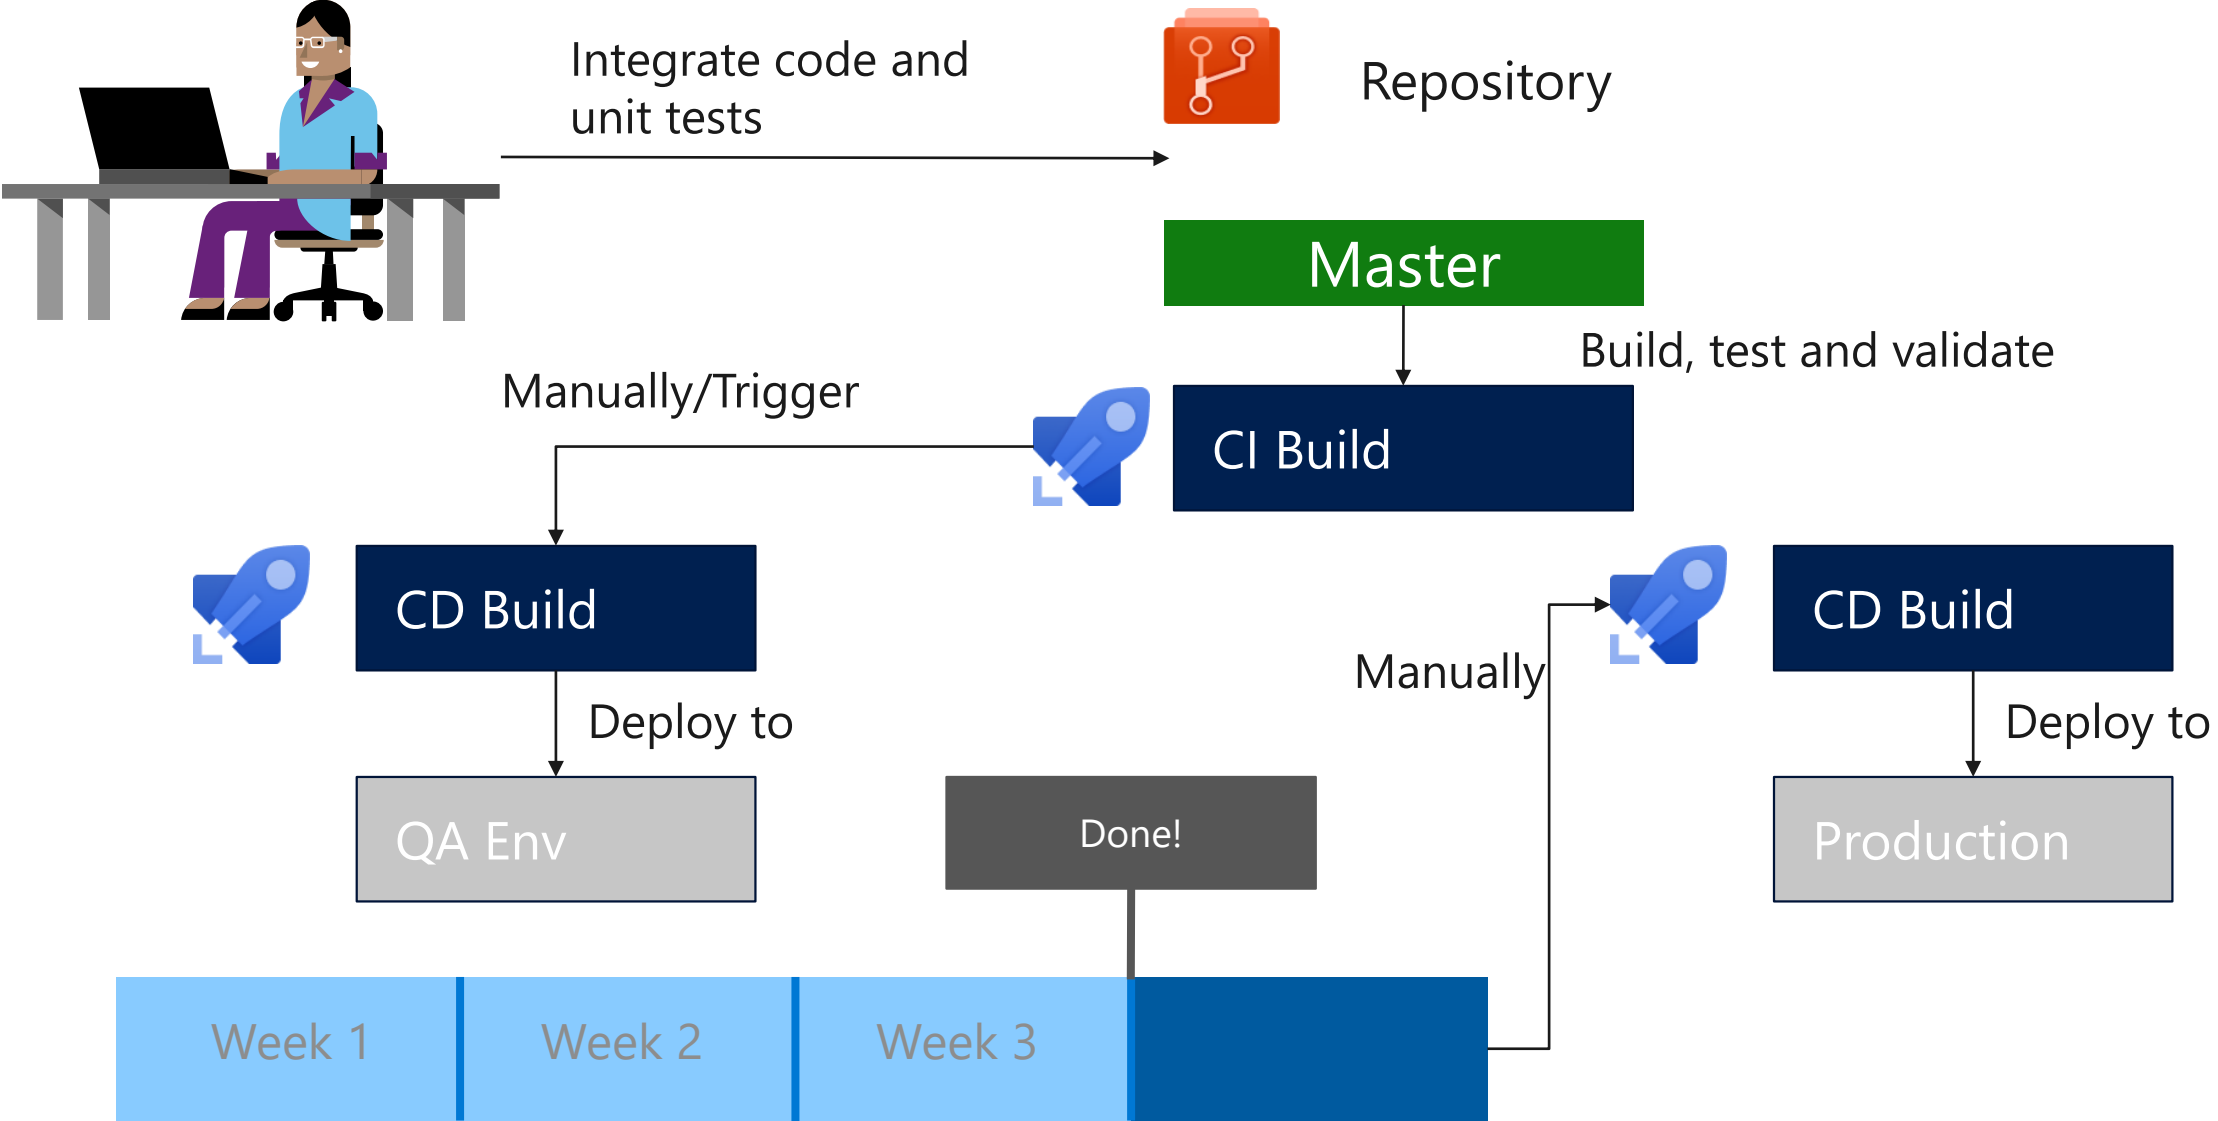 Integrate code and
unit tests
Repository
Master
Build, test and validate
Manually/Trigger
CI Build
CD Build
CD Build
Manually
Deploy to
Deploy to
QA Env
Done!
Production
Week 1
Week 2
Week 3